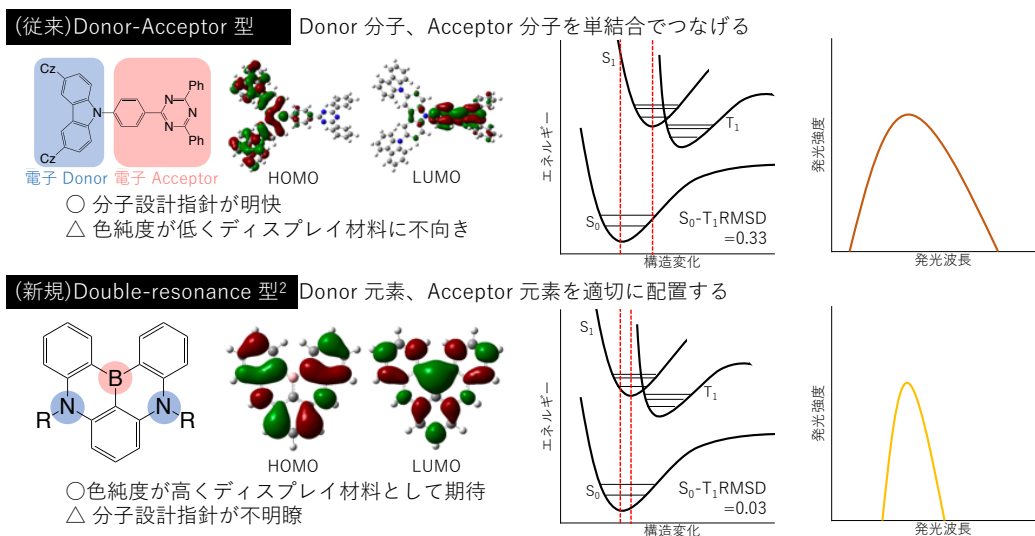 (従来)Donor-Acceptor 型 Donor 分子、Acceptor 分子を単結合でつなげる
Cz
Cz
N
N
N
N
Ph
Ph
電子 Donor 電子 Acceptor
HOMO
LUMO
○ 分子設計指針が明快
△ 色純度が低くディスプレイ材料に不向き
エネルギー
S1
T1
S0
S0-T1RMSD
=0.33
構造変化
発光強度
発光波長
(新規)Double-resonance 型2 Donor 元素、Acceptor 元素を適切に配置する
B
N
N
R
R
HOMO
LUMO
○色純度が高くディスプレイ材料として期待
△ 分子設計指針が不明瞭
エネルギー
S1
T1
S0
S0-T1RMSD
=0.03
構造変化
発光強度
発光波長